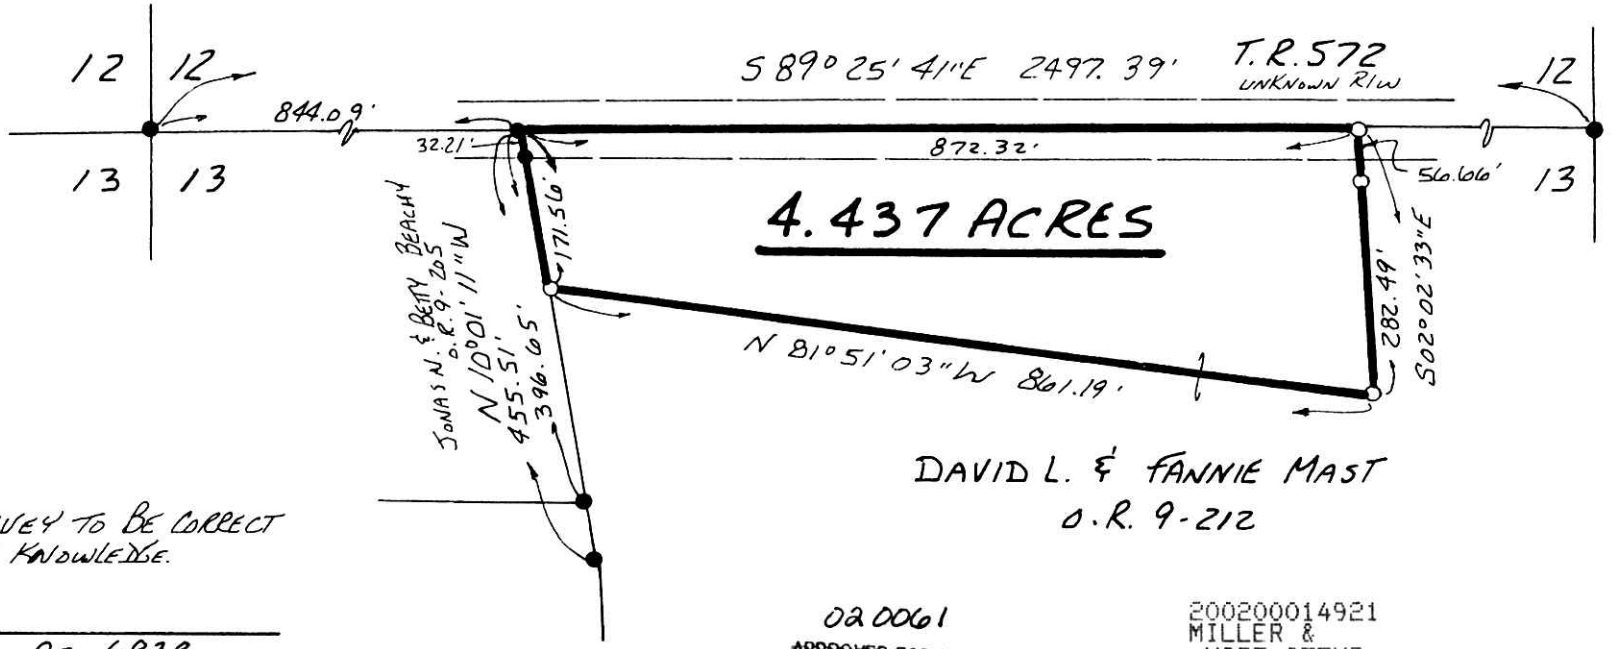 12 12
S 89° 25' 41"E 2497.39'
T.R. 572
UNKNOWN R/W
12
844.09'
32.21'
872.32'
13 13
56.66'
13
4.437 ACRES
171.56'
JONAS N. & BETTY BEACHY
O.R. 9-205
N 10° 01' 11"W
455.51'
396.65'
282.49'
S 02° 02' 33"E
N 81° 51' 03"W 861.19'
DAVID L. & FANNIE MAST
O.R. 9-212
TO BE CORRECT
KNOWLEDGE.
020061
200200014921
MILLER &